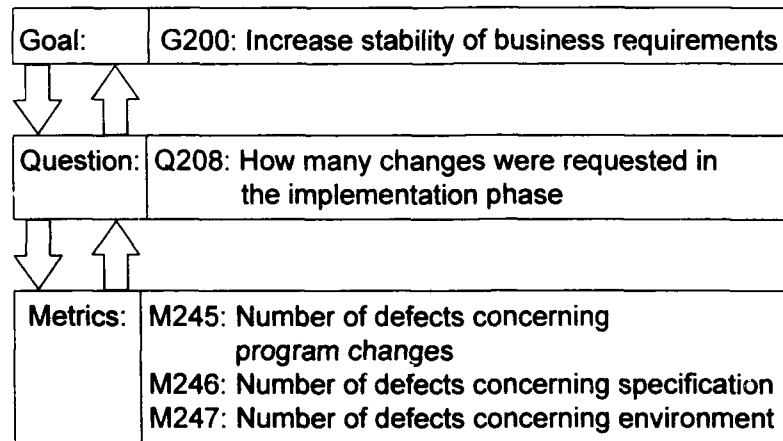 Goal: G200: Increase stability of business requirements
Question: Q208: How many changes were requested in
the implementation phase
Metrics: M245: Number of defects concerning
program changes
M246: Number of defects concerning specification
M247: Number of defects concerning environment